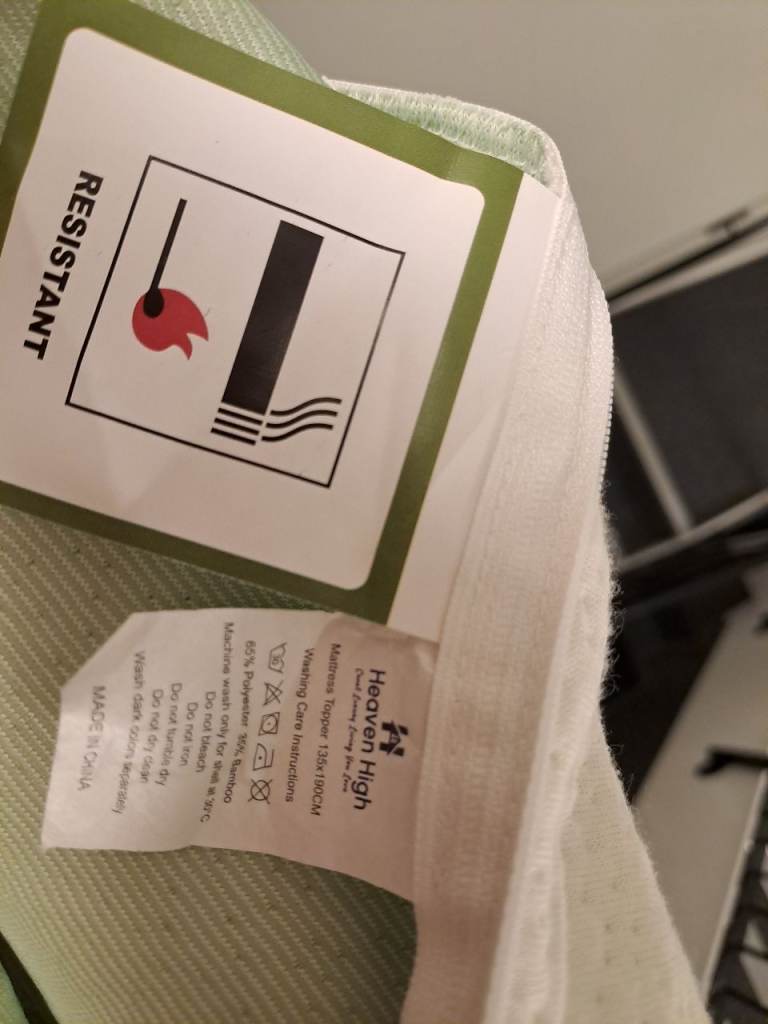 RESISTANT
Heaven High
Mattress Topper 135x190CM
Washing Care Instructions
30
65% Polyester 35% Bamboo
Machine wash only for shell at 30°C
Do not bleach
Do not iron
Do not tumble dry
Do not dry clean
Wash dark colors separately
MADE IN CHINA